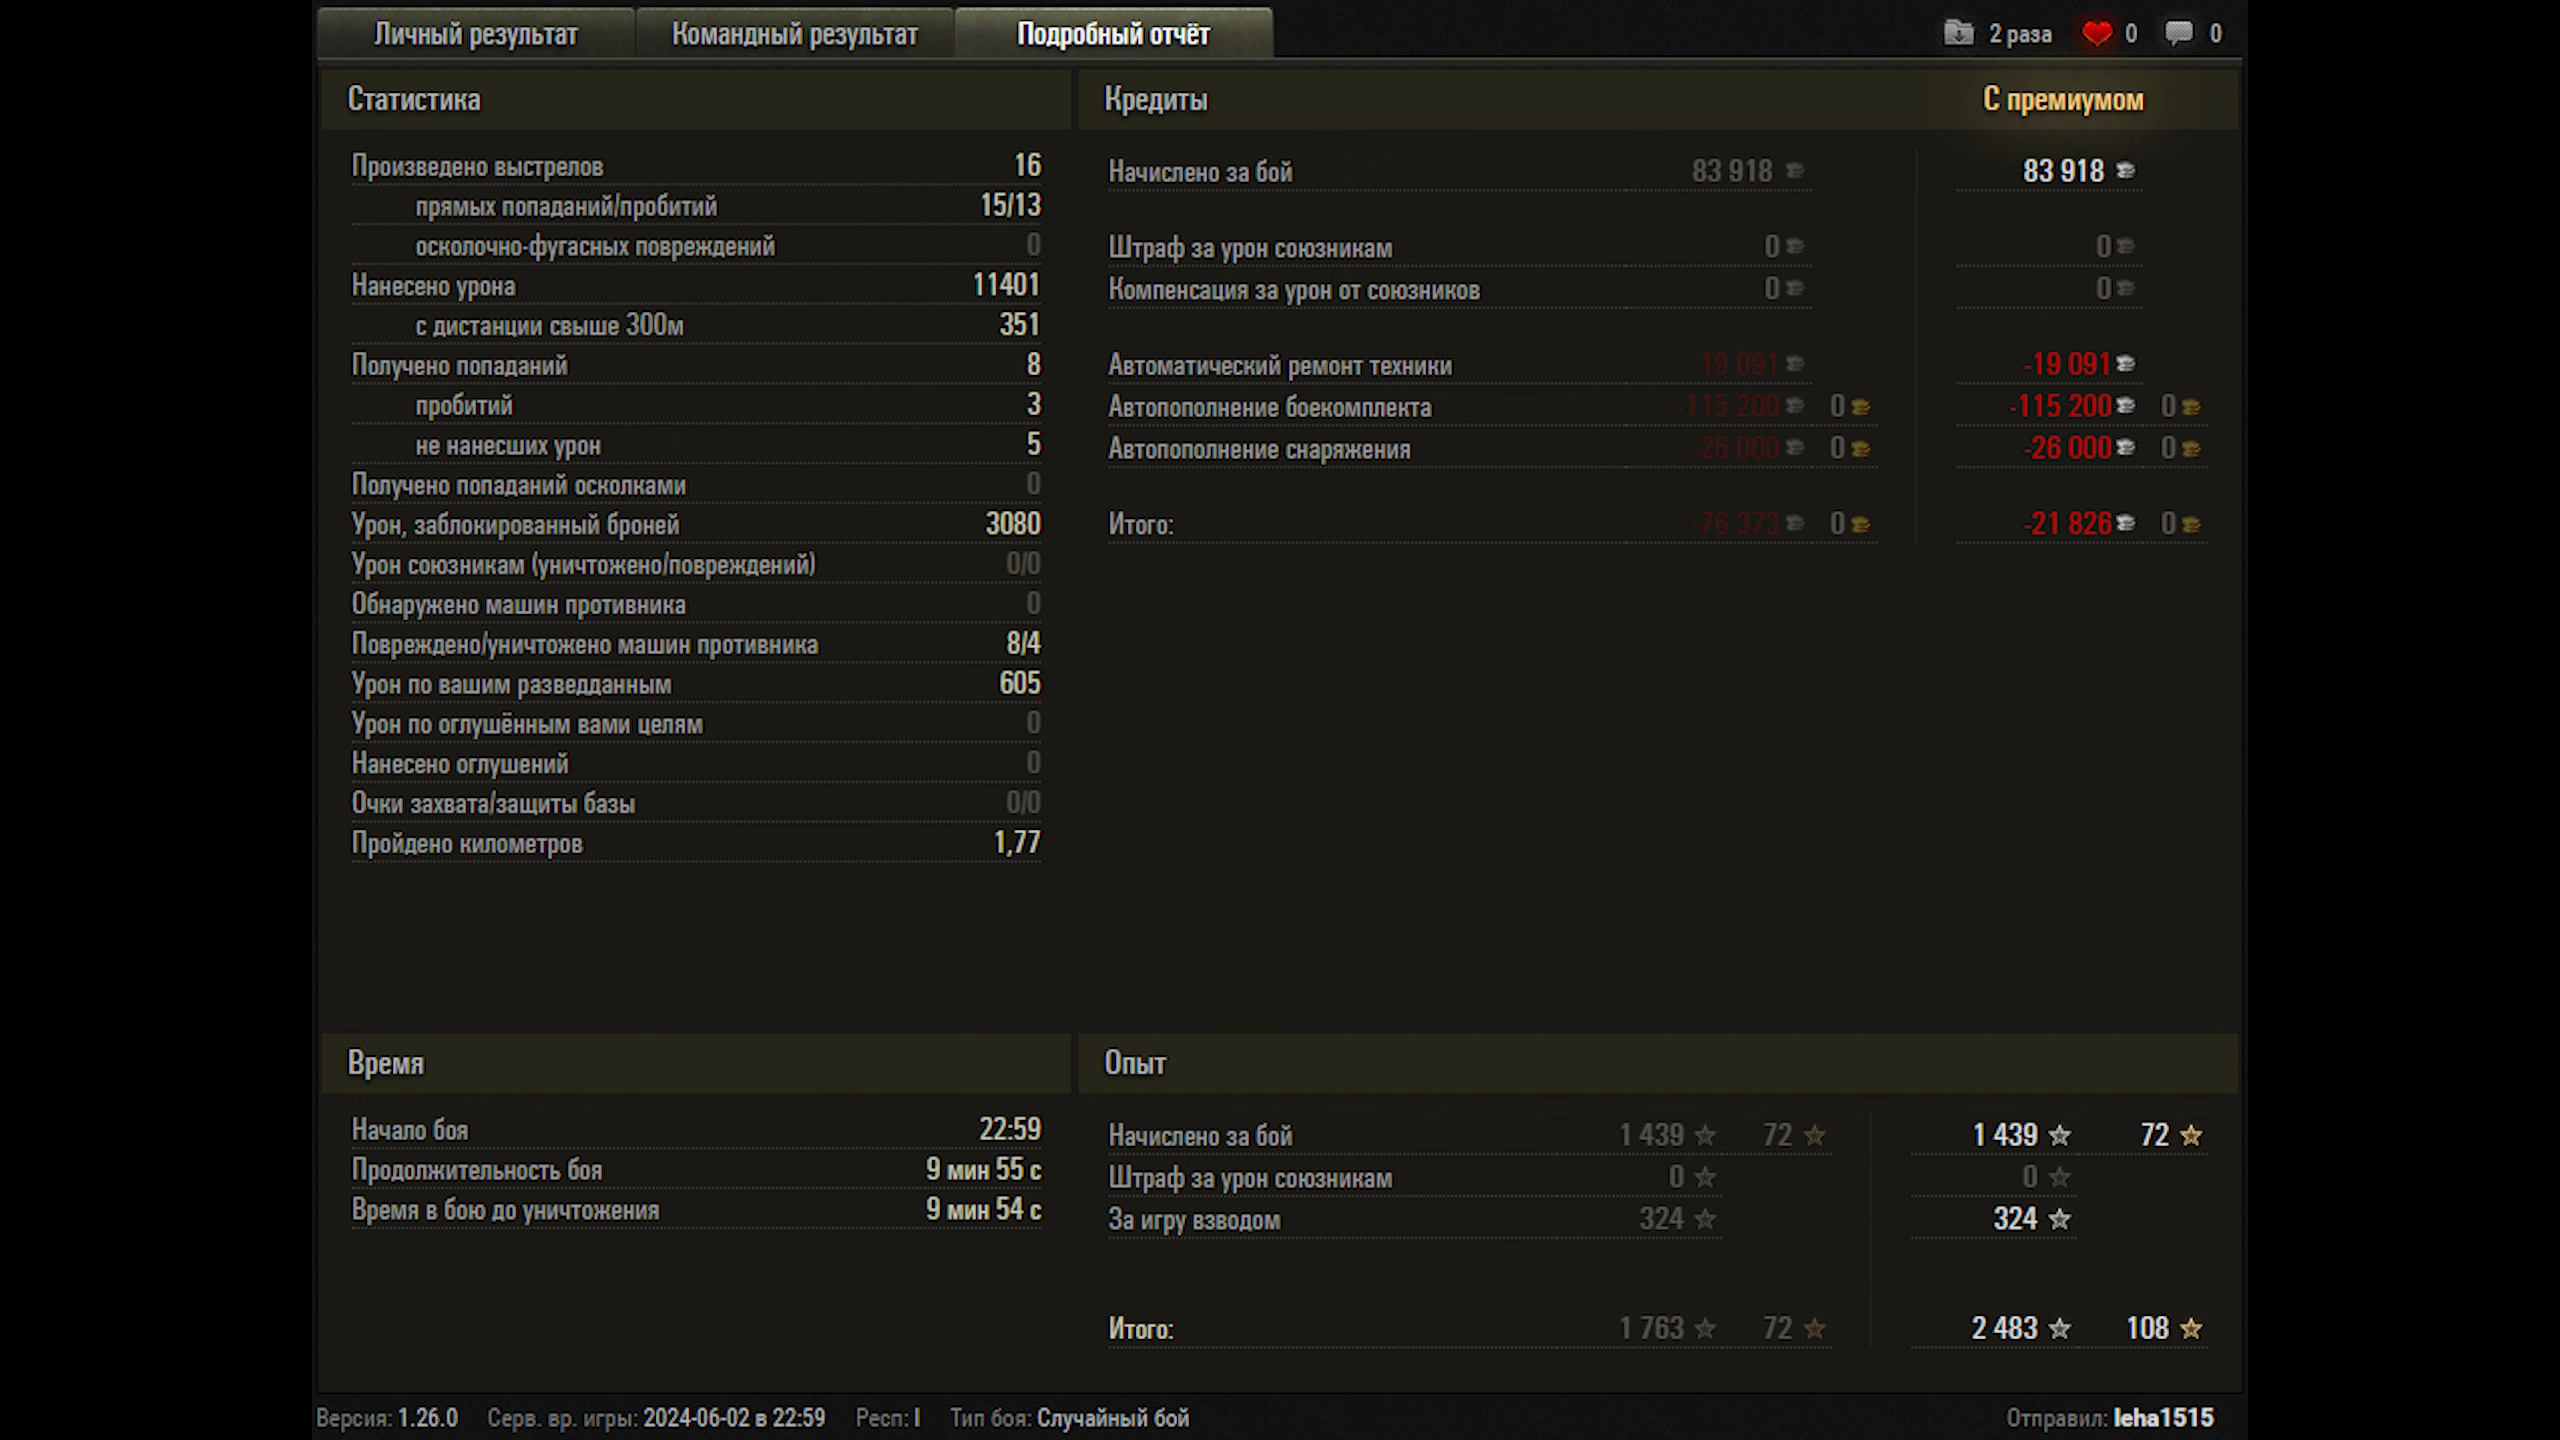 Личный результат Командный результат Подробный отчёт 2 раза 0 0
Статистика
Произведено выстрелов 16
прямых попаданий/пробитий 15/13
осколочно-фугасных повреждений 0
Нанесено урона 11401
с дистанции свыше 300м 351
Получено попаданий 8
пробитий 3
не нанесших урон 5
Получено попаданий осколками 0
Урон, заблокированный броней 3080
Урон союзникам (уничтожено/повреждений) 0/0
Обнаружено машин противника 0
Повреждено/уничтожено машин противника 8/4
Урон по вашим разведданным 605
Урон по оглушённым вами целям 0
Нанесено оглушений 0
Очки захвата/защиты базы 0/0
Пройдено километров 1,77
Кредиты С премиумом
Начислено за бой 83 918 83 918
Штраф за урон союзникам 0 0
Компенсация за урон от союзников 0 0
Автоматический ремонт техники -19 091 -19 091
Автопополнение боекомплекта -115 200 0 -115 200 0
Автопополнение снаряжения -26 000 0 -26 000 0
Итого: -76 373 0 -21 826 0
Время
Начало боя 22:59
Продолжительность боя 9 мин 55 с
Время в бою до уничтожения 9 мин 54 с
Опыт
Начислено за бой 1 439 72 1 439 72
Штраф за урон союзникам 0 0
За игру взводом 324 324
Итого: 1 763 72 2 483 108
Версия: 1.26.0 Серв. вр. игры: 2024-06-02 в 22:59 Респ: I Тип боя: Случайный бой Отправил: leha1515